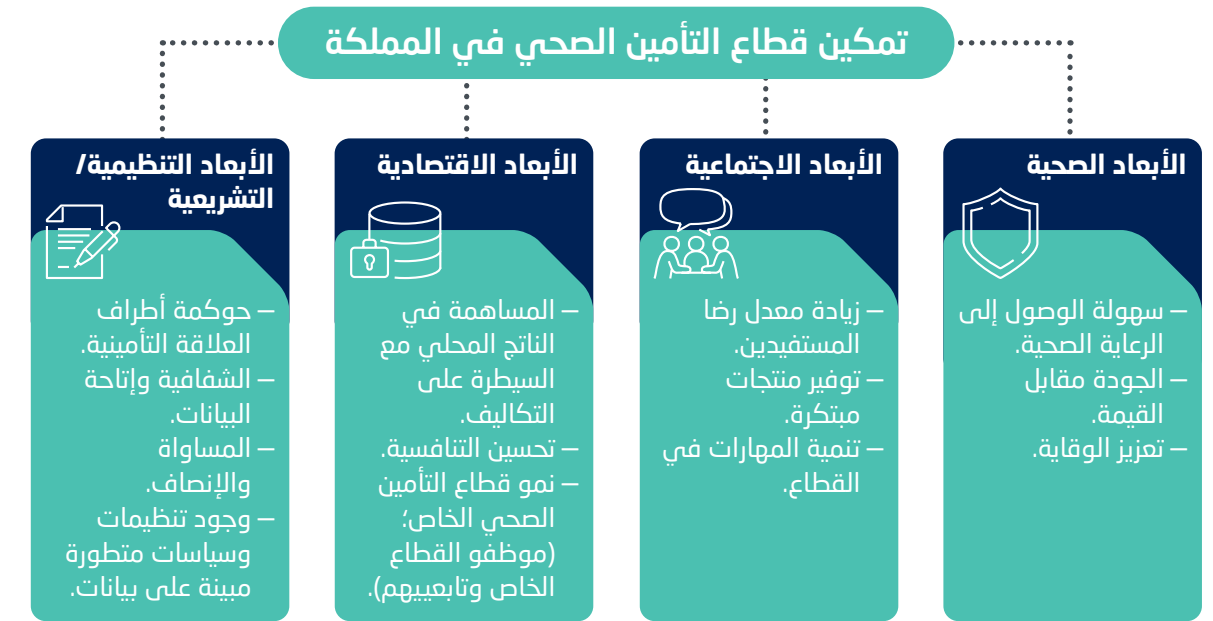 تمكين قطاع التأمين الصحي في المملكة
الأبعاد الصحية
– سهولة الوصول إلى
الرعاية الصحية.
– الجودة مقابل
القيمة.
– تعزيز الوقاية.
الأبعاد الاجتماعية
– زيادة معدل رضا
المستفيدين.
– توفير منتجات
مبتكرة.
– تنمية المهارات في
القطاع.
الأبعاد الاقتصادية
– المساهمة في
الناتج المحلي مع
السيطرة على
التكاليف.
– تحسين التنافسية.
– نمو قطاع التأمين
الصحي الخاص؛
(موظفو القطاع
الخاص وتابعييهم).
الأبعاد التنظيمية/
التشريعية
– حوكمة أطراف
العلاقة التأمينية.
– الشفافية وإتاحة
البيانات.
– المساواة
والإنصاف.
– وجود تنظيمات
وسياسات متطورة
مبينة على بيانات.